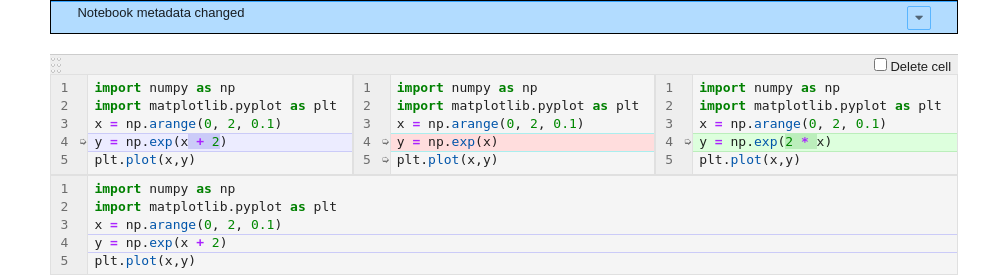 Notebook metadata changed
Delete cell
1 import numpy as np
2 import matplotlib.pyplot as plt
3 x = np.arange(0, 2, 0.1)
4 y = np.exp(x + 2)
5 plt.plot(x,y)
1 import numpy as np
2 import matplotlib.pyplot as plt
3 x = np.arange(0, 2, 0.1)
4 y = np.exp(x)
5 plt.plot(x,y)
1 import numpy as np
2 import matplotlib.pyplot as plt
3 x = np.arange(0, 2, 0.1)
4 y = np.exp(2 * x)
5 plt.plot(x,y)
1 import numpy as np
2 import matplotlib.pyplot as plt
3 x = np.arange(0, 2, 0.1)
4 y = np.exp(x + 2)
5 plt.plot(x,y)